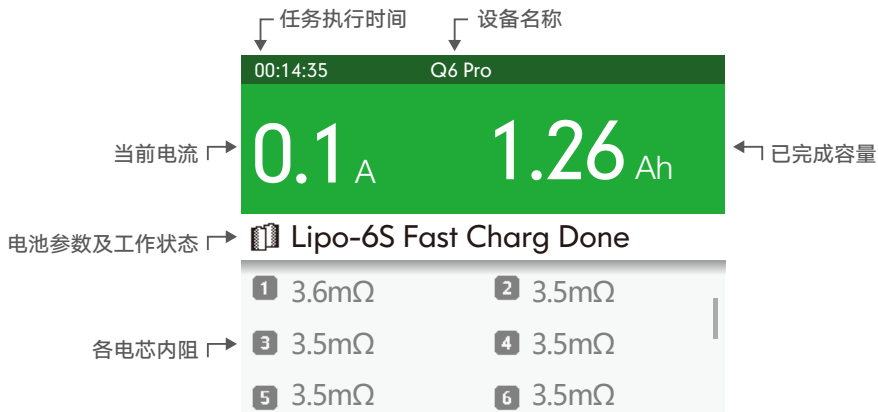 任务执行时间 设备名称
00:14:35 Q6 Pro
当前电流 0.1 A 1.26 Ah 已完成容量
电池参数及工作状态 Lipo-6S Fast Charg Done
1 3.6mΩ 2 3.5mΩ
各电芯内阻 3 3.5mΩ 4 3.5mΩ
5 3.5mΩ 6 3.5mΩ